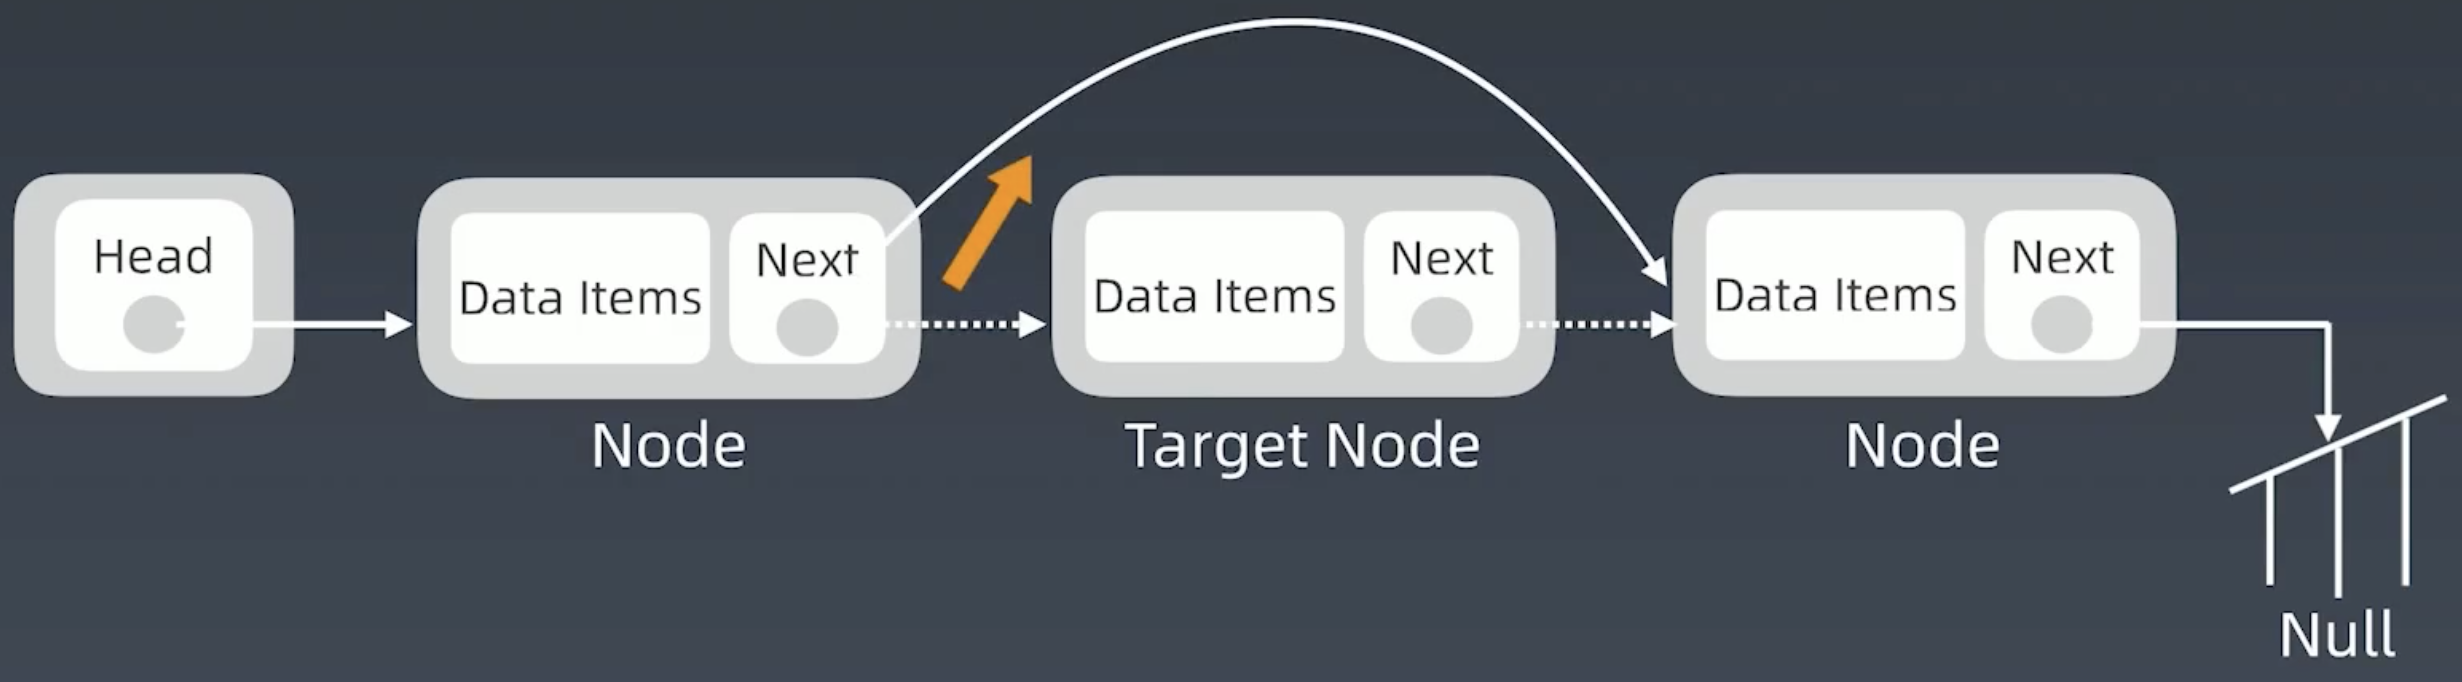 Head
Data Items
Next
Node
Data Items
Next
Target Node
Data Items
Next
Node
Null